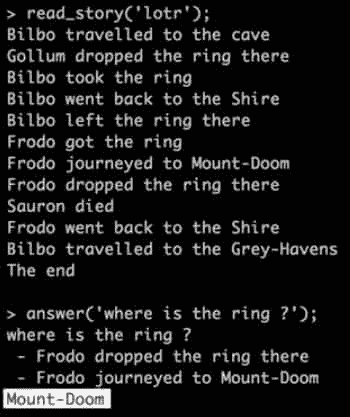 > read_story('lotr');
Bilbo travelled to the cave
Gollum dropped the ring there
Bilbo took the ring
Bilbo went back to the Shire
Bilbo left the ring there
Frodo got the ring
Frodo journeyed to Mount-Doom
Frodo dropped the ring there
Sauron died
Frodo went back to the Shire
Bilbo travelled to the Grey-Havens
The end
> answer('where is the ring ?');
where is the ring ?
- Frodo dropped the ring there
- Frodo journeyed to Mount-Doom
Mount-Doom